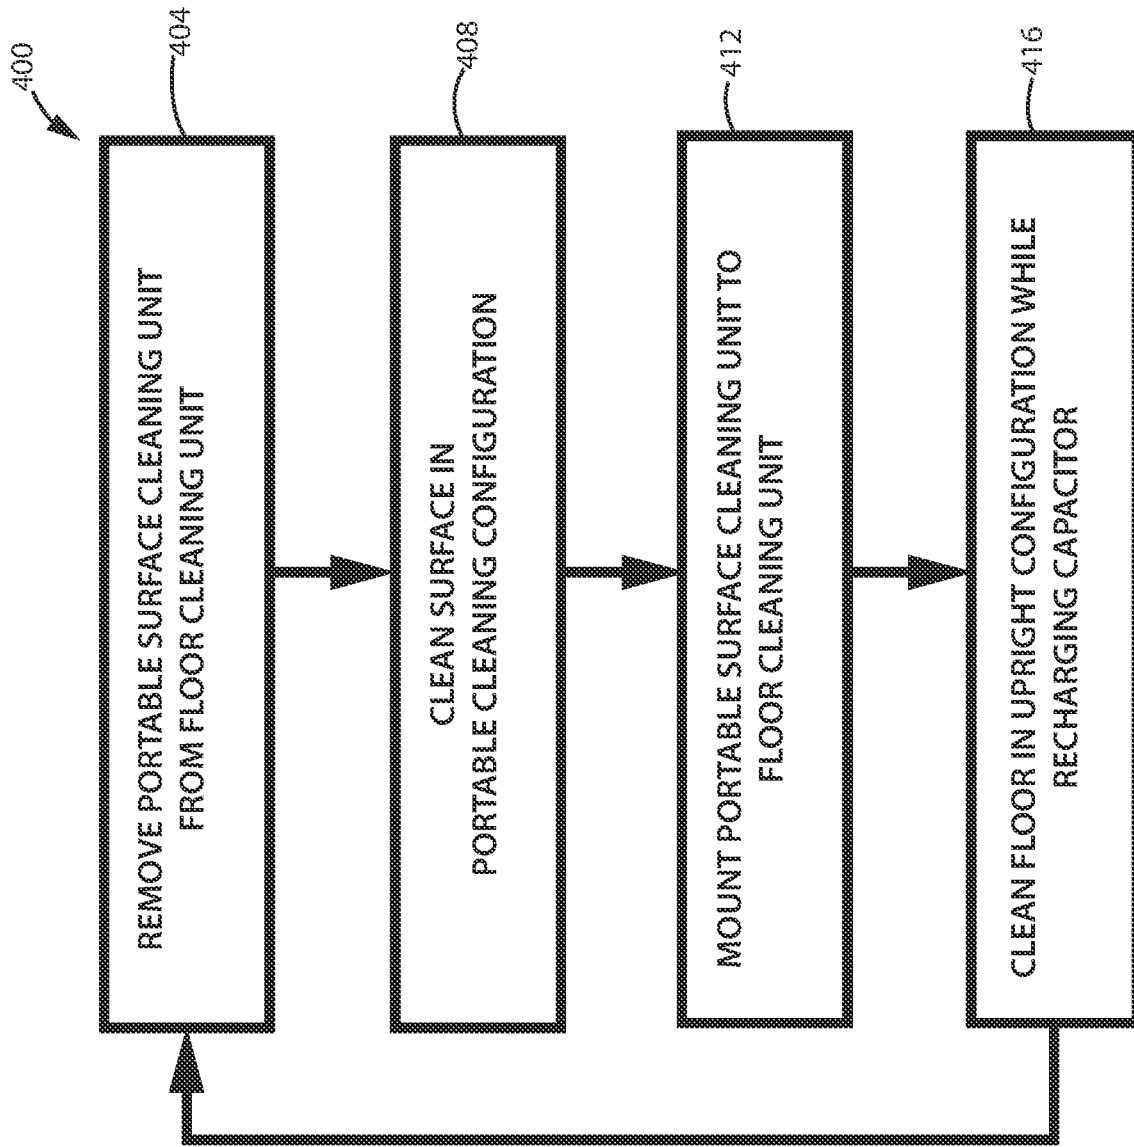 400
REMOVE PORTABLE SURFACE CLEANING UNIT
FROM FLOOR CLEANING UNIT
404
CLEAN SURFACE IN
PORTABLE CLEANING CONFIGURATION
408
MOUNT PORTABLE SURFACE CLEANING UNIT TO
FLOOR CLEANING UNIT
412
CLEAN FLOOR IN UPRIGHT CONFIGURATION WHILE
RECHARGING CAPACITOR
416